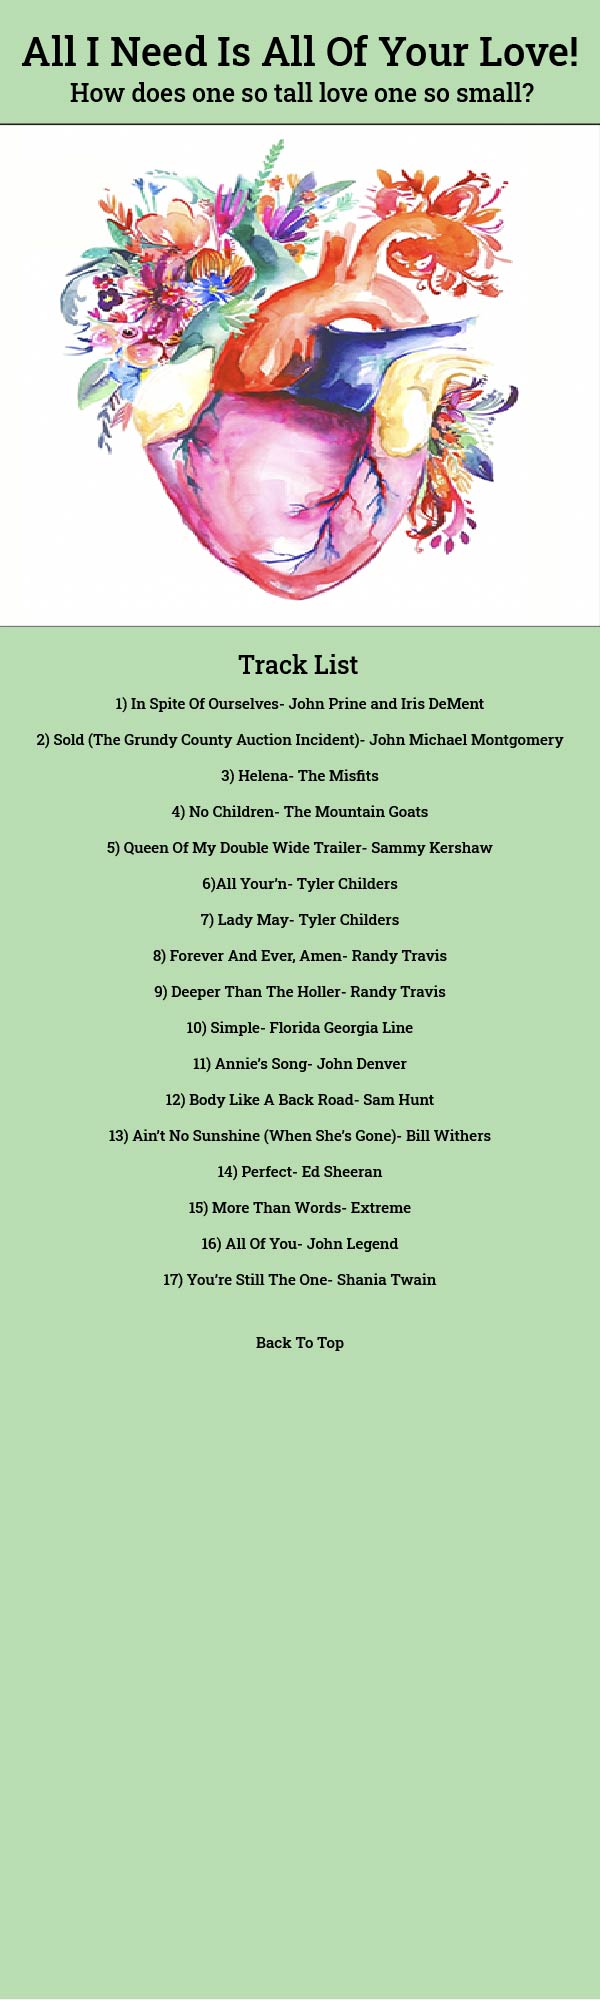 All I Need Is All Of Your Love!
How does one so tall love one so small?
Track List
1) In Spite Of Ourselves- John Prine and Iris DeMent
2) Sold (The Grundy County Auction Incident)- John Michael Montgomery
3) Helena- The Misfits
4) No Children- The Mountain Goats
5) Queen Of My Double Wide Trailer- Sammy Kershaw
6)All Your’n- Tyler Childers
7) Lady May- Tyler Childers
8) Forever And Ever, Amen- Randy Travis
9) Deeper Than The Holler- Randy Travis
10) Simple- Florida Georgia Line
11) Annie’s Song- John Denver
12) Body Like A Back Road- Sam Hunt
13) Ain’t No Sunshine (When She’s Gone)- Bill Withers
14) Perfect- Ed Sheeran
15) More Than Words- Extreme
16) All Of You- John Legend
17) You’re Still The One- Shania Twain
Back To Top